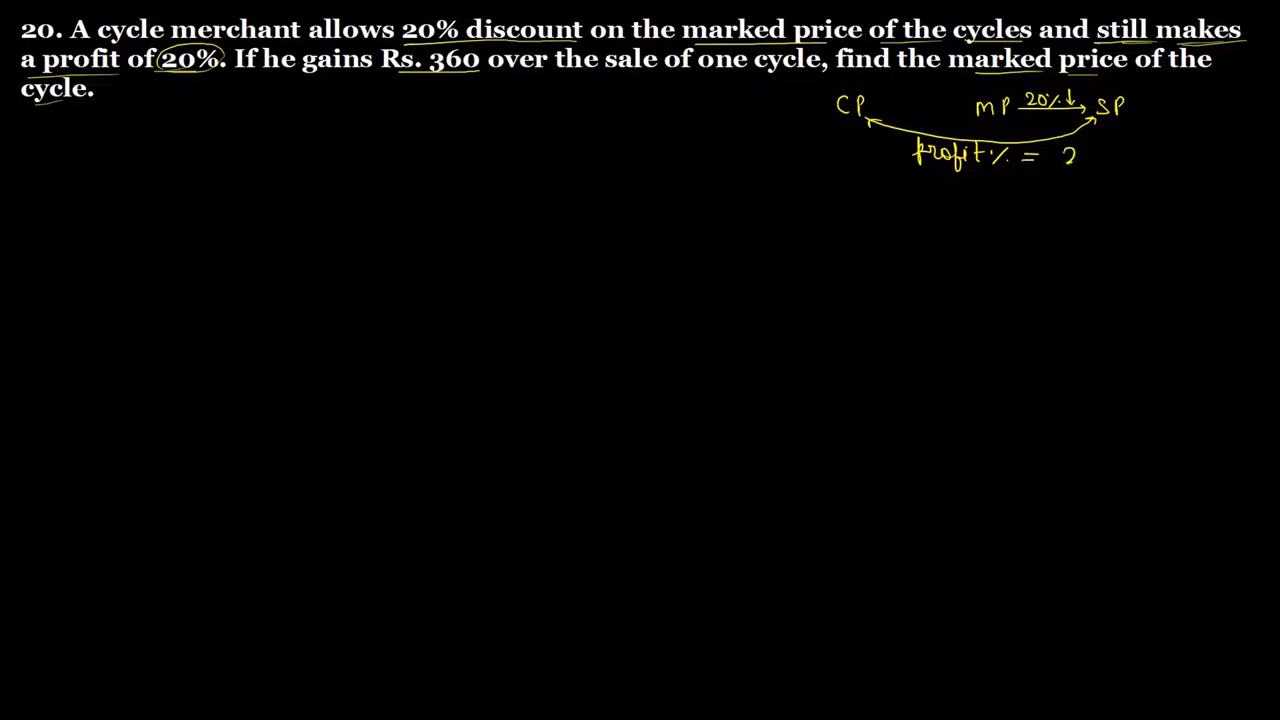 20. A cycle merchant allows 20% discount on the marked price of the cycles and still makes
a profit of 20%. If he gains Rs. 360 over the sale of one cycle, find the marked price of the
cycle.
CP MP 20%↓ SP
profit% = 2